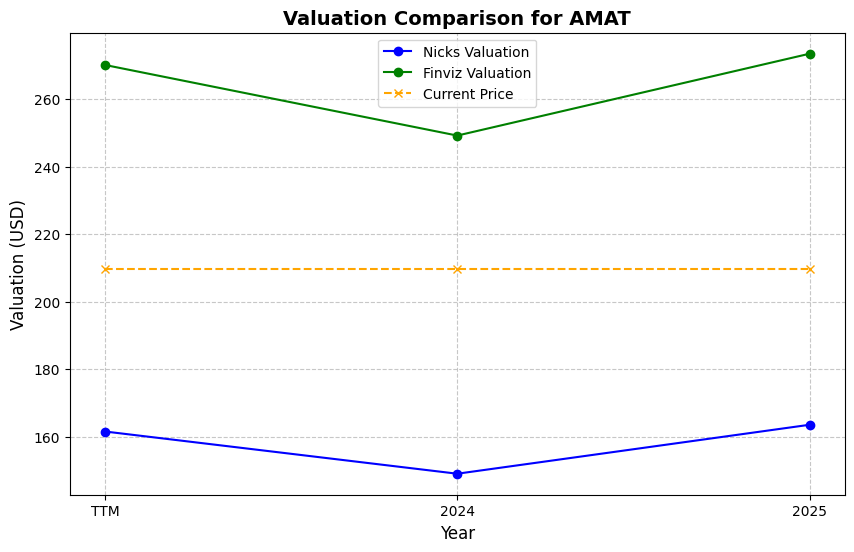 Valuation Comparison for AMAT
Nicks Valuation
Finviz Valuation
Current Price
Valuation (USD)
260
240
220
200
180
160
TTM
2024
2025
Year